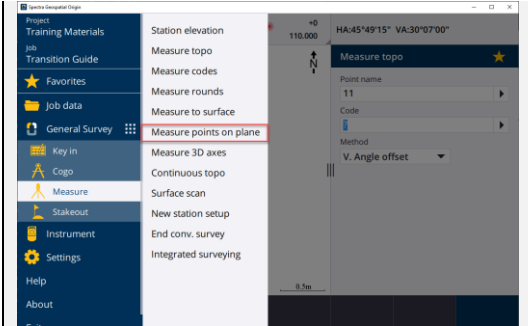 Spectra Geospatial Origin
Project
Training Materials
Job
Transition Guide
Favorites
Job data
General Survey
Key in
Cogo
Measure
Stakeout
Instrument
Settings
Help
About
Station elevation
Measure topo
Measure codes
Measure rounds
Measure to surface
Measure points on plane
Measure 3D axes
Continuous topo
Surface scan
New station setup
End conv. survey
Integrated surveying
+0
110.000
N
0.5m
HA:45°49'15" VA:30°07'00"
Measure topo
Point name
11
Code
?
Method
V. Angle offset